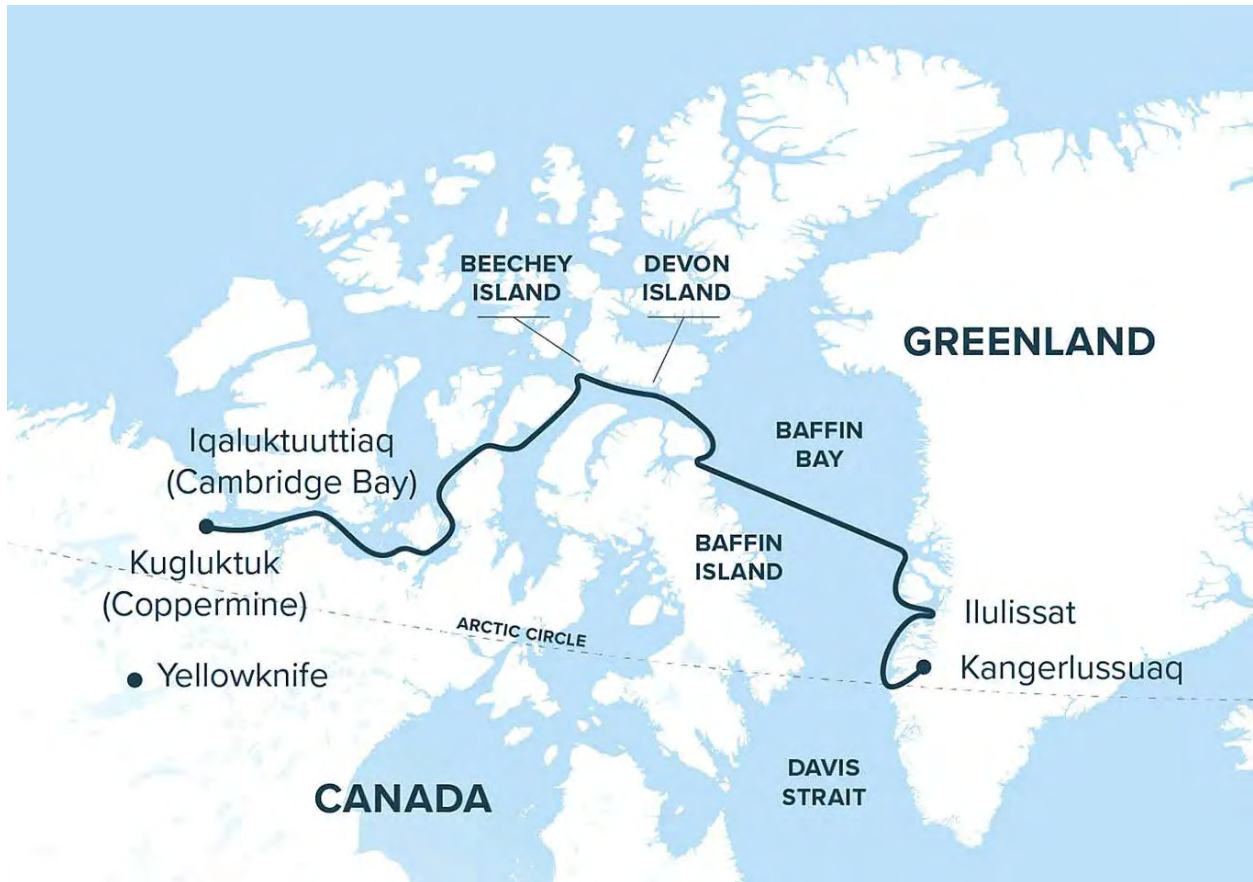 BEECHEY
ISLAND
DEVON
ISLAND
GREENLAND
BAFFIN
BAY
Iqaluktuuttiaq
(Cambridge Bay)
BAFFIN
ISLAND
Kugluktuk
(Coppermine)
ARCTIC CIRCLE
Ilulissat
Yellowknife
Kangerlussuaq
DAVIS
STRAIT
CANADA